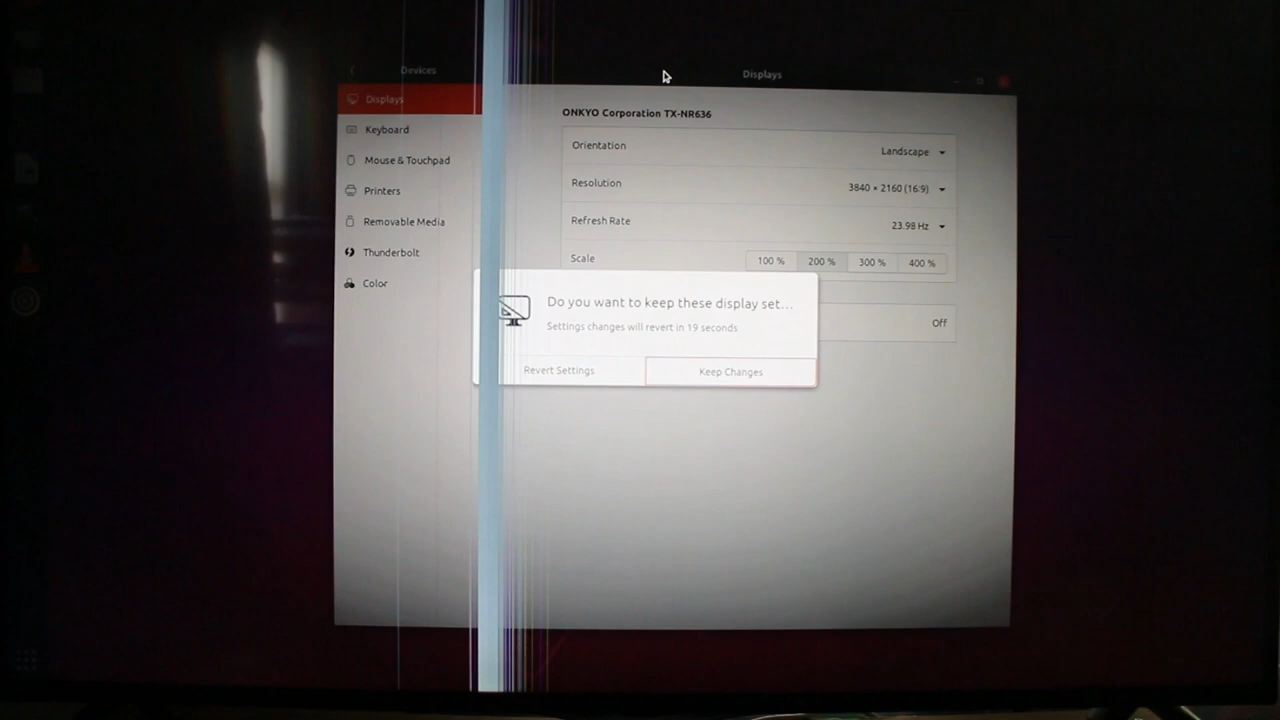 Devices
Displays
Displays
Keyboard
Mouse & Touchpad
Printers
Removable Media
Thunderbolt
Color
ONKYO Corporation TX-NR636
Orientation
Landscape
Resolution
3840 × 2160 (16:9)
Refresh Rate
23.98 Hz
Scale
100 %
200 %
300 %
400 %
Off
Do you want to keep these display set…
Settings changes will revert in 19 seconds
Revert Settings
Keep Changes